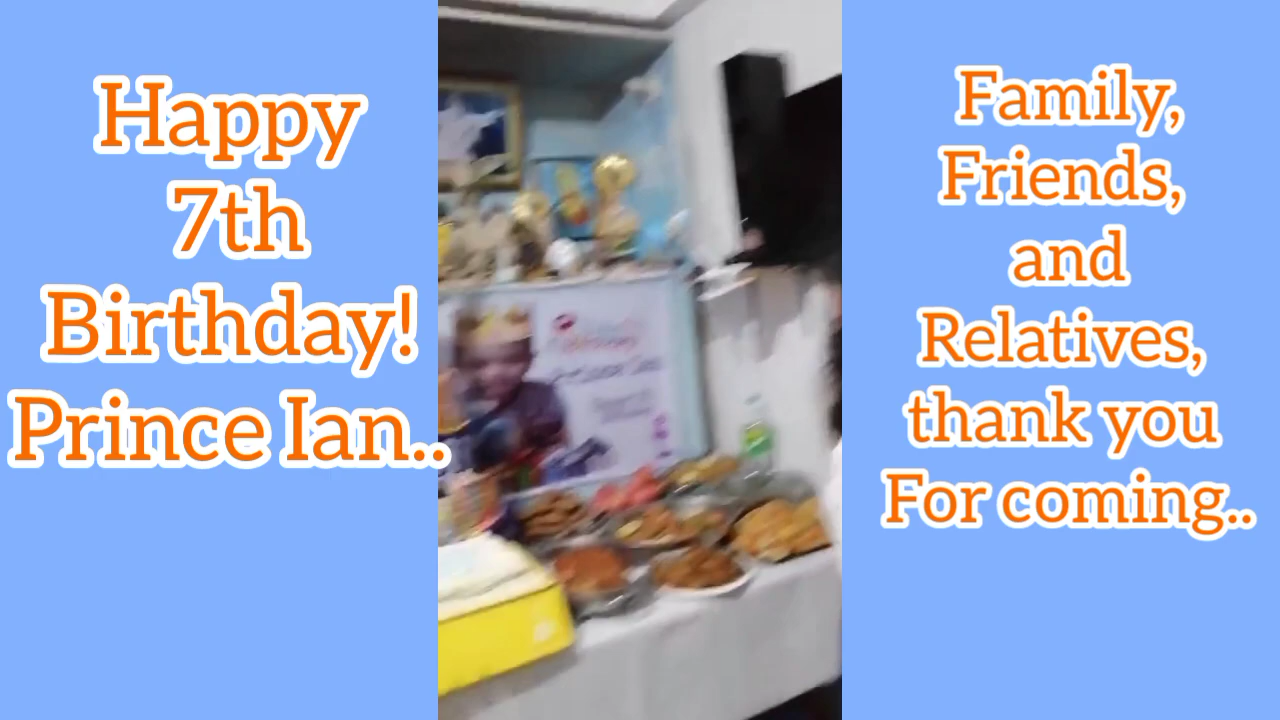 Happy
7th
Birthday!
Prince Ian..
Family,
Friends,
and
Relatives,
thank you
For coming..